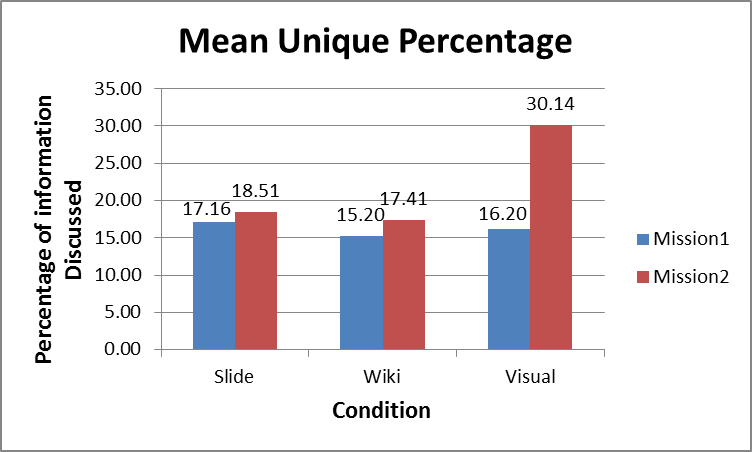 Mean Unique Percentage
Percentage of information
Discussed
35.00
30.00
25.00
20.00
15.00
10.00
5.00
0.00
17.16
18.51
15.20
17.41
16.20
30.14
Slide
Wiki
Visual
Condition
Mission1
Mission2